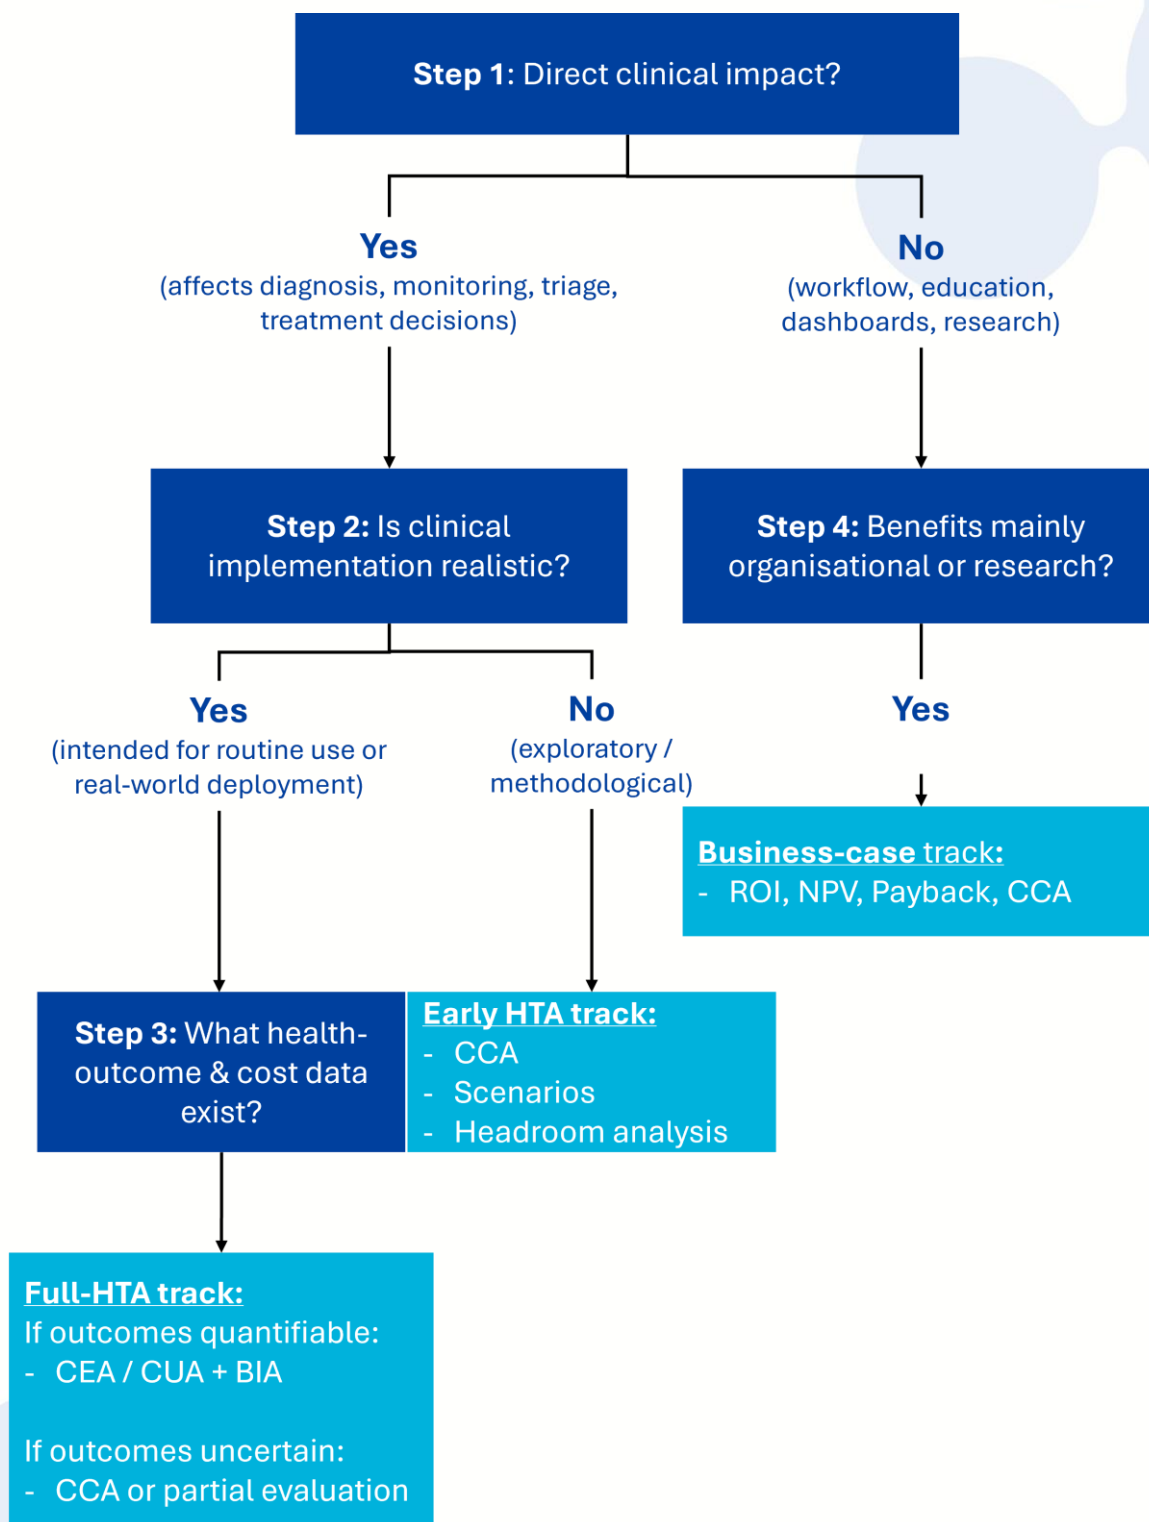 Step 1: Direct clinical impact?
Yes
(affects diagnosis, monitoring, triage,
treatment decisions)
No
(workflow, education,
dashboards, research)
Step 2: Is clinical
implementation realistic?
Step 4: Benefits mainly
organisational or research?
Yes
(intended for routine use or
real-world deployment)
No
(exploratory /
methodological)
Yes
Business-case track:
- ROI, NPV, Payback, CCA
Step 3: What health-
outcome & cost data
exist?
Early HTA track:
- CCA
- Scenarios
- Headroom analysis
Full-HTA track:
If outcomes quantifiable:
- CEA / CUA + BIA
If outcomes uncertain:
- CCA or partial evaluation